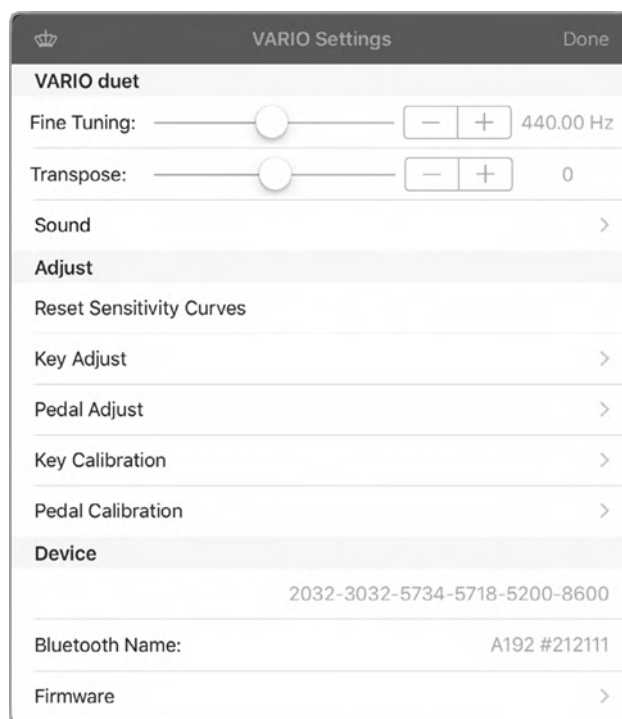 VARIO Settings Done
VARIO duet
Fine Tuning: − + 440.00 Hz
Transpose: − + 0
Sound >
Adjust
Reset Sensitivity Curves
Key Adjust >
Pedal Adjust >
Key Calibration >
Pedal Calibration >
Device
2032-3032-5734-5718-5200-8600
Bluetooth Name: A192 #212111
Firmware >